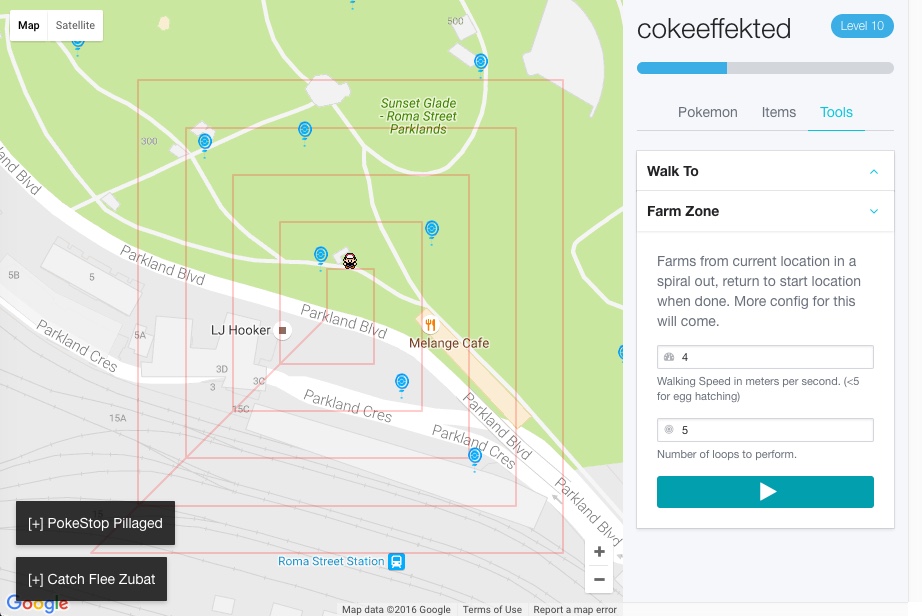 Map
Satellite
500
300
Sunset Glade
- Roma Street
Parklands
land Blvd
Parkland Blvd
5B
5
5A
LJ Hooker
Parkland Blvd
Melange Cafe
Parkland Cres
3D
3
3C
15C
15A
Parkland Cres
Parkland Blvd
Parkland Cres
Parkland Blvd
[+] PokeStop Pillaged
Roma Street Station
[+] Catch Flee Zubat
+
−
Google
Map data ©2016 Google
Terms of Use
Report a map error
cokeeffekted
Level 10
Pokemon
Items
Tools
Walk To
Farm Zone
Farms from current location in a
spiral out, return to start location
when done. More config for this
will come.
4
Walking Speed in meters per second. (<5
for egg hatching)
5
Number of loops to perform.